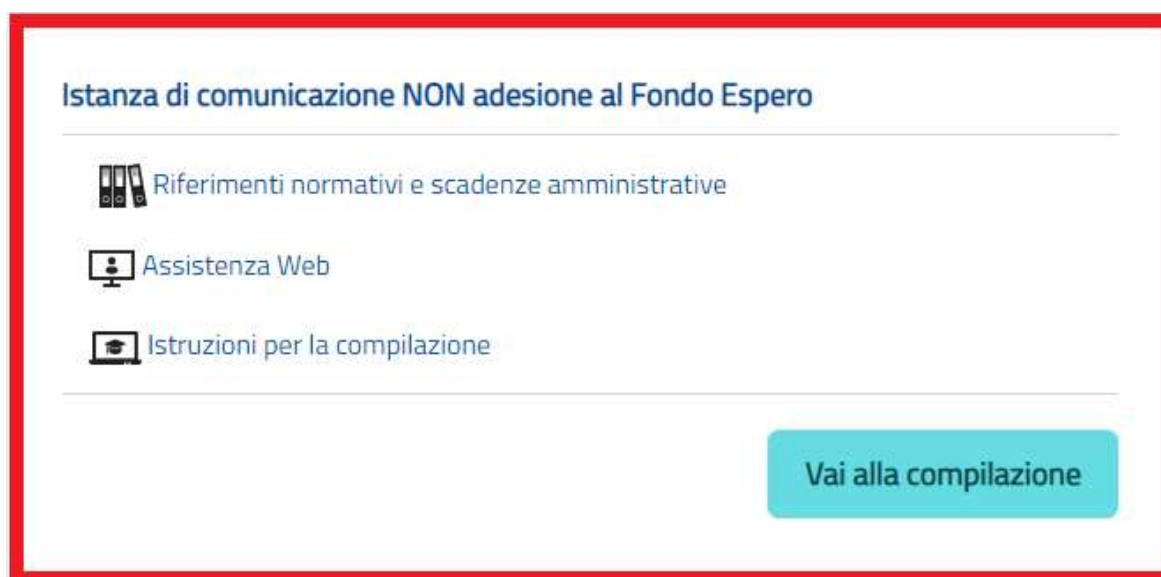 Istanza di comunicazione NON adesione al Fondo Espero
Riferimenti normativi e scadenze amministrative
Assistenza Web
Istruzioni per la compilazione
Vai alla compilazione